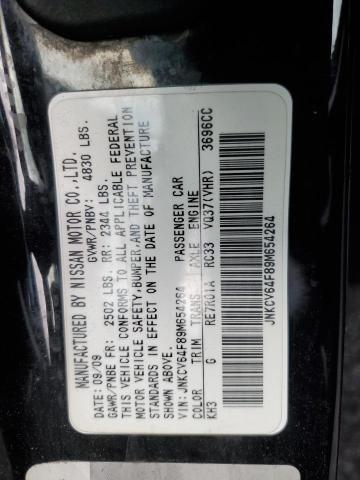 MANUFACTURED BY NISSAN MOTOR CO.,LTD.
DATE:09/09 GVWR/PNBV: 4830 LBS.
GAWR/PNBE FR: 2502 LBS. RR: 2344 LBS.
THIS VEHICLE CONFORMS TO ALL APPLICABLE FEDERAL
MOTOR VEHICLE SAFETY,BUMPER,AND THEFT PREVENTION
STANDARDS IN EFFECT ON THE DATE OF MANUFACTURE
SHOWN ABOVE.
VIN:JNKCV64F89M654264 PASSENGER CAR
COLOR TRIM TRANS AXLE ENGINE
KH3 G RE7R01A RC33 VQ37(VHR) 3696CC
JNKCV64F89M654264